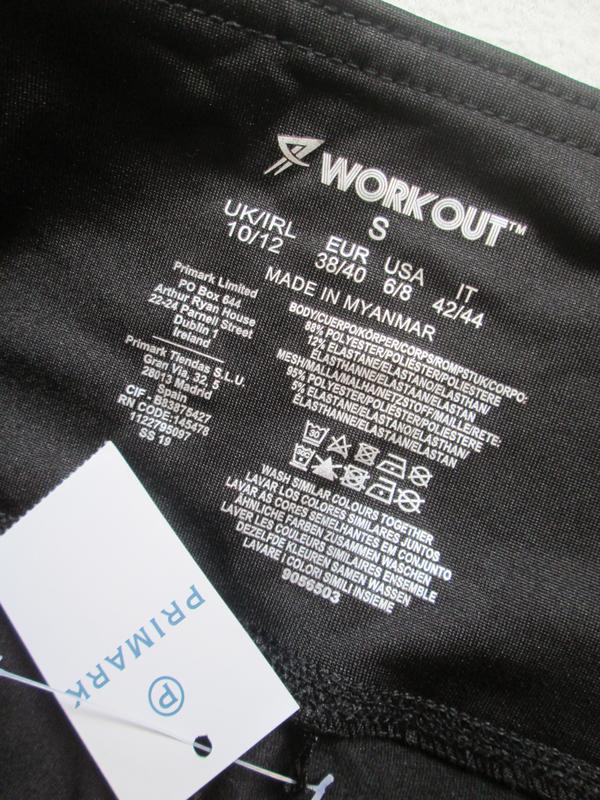 WORKOUT™
S
UK/IRL EUR USA IT
10/12 38/40 6/8 42/44
MADE IN MYANMAR
Primark Limited
PO Box 644
Arthur Ryan House
22-24 Parnell Street
Dublin 1
Ireland
Primark Tiendas S.L.U.
Gran Via, 32, 5
28013 Madrid
Spain
CIF - B83875427
RN CODE:145478
1122795097
SS 19
BODY/CUERPO/KÖRPER/CORPS/ROMPSTUK/CORPO:
88% POLYESTER/POLIÉSTER/POLIESTERE
12% ELASTANE/ELASTANO/ELASTHAN/
ÉLASTHANNE/ELASTAAN/ELASTAN
MESH/MALLA/MALHA/NETZSTOFF/MAILLE/RETE:
95% POLYESTER/POLIÉSTER/POLIESTERE
5% ELASTANE/ELASTANO/ELASTHAN/
ÉLASTHANNE/ELASTAAN/ELASTAN
30
WASH SIMILAR COLOURS TOGETHER
LAVAR LOS COLORES SIMILARES JUNTOS
LAVAR AS CORES SEMELHANTES EM CONJUNTO
ÄHNLICHE FARBEN ZUSAMMEN WASCHEN
LAVER LES COULEURS SIMILAIRES ENSEMBLE
DEZELFDE KLEUREN SAMEN WASSEN
LAVARE I COLORI SIMILI INSIEME
9056503
PRIMARK
P